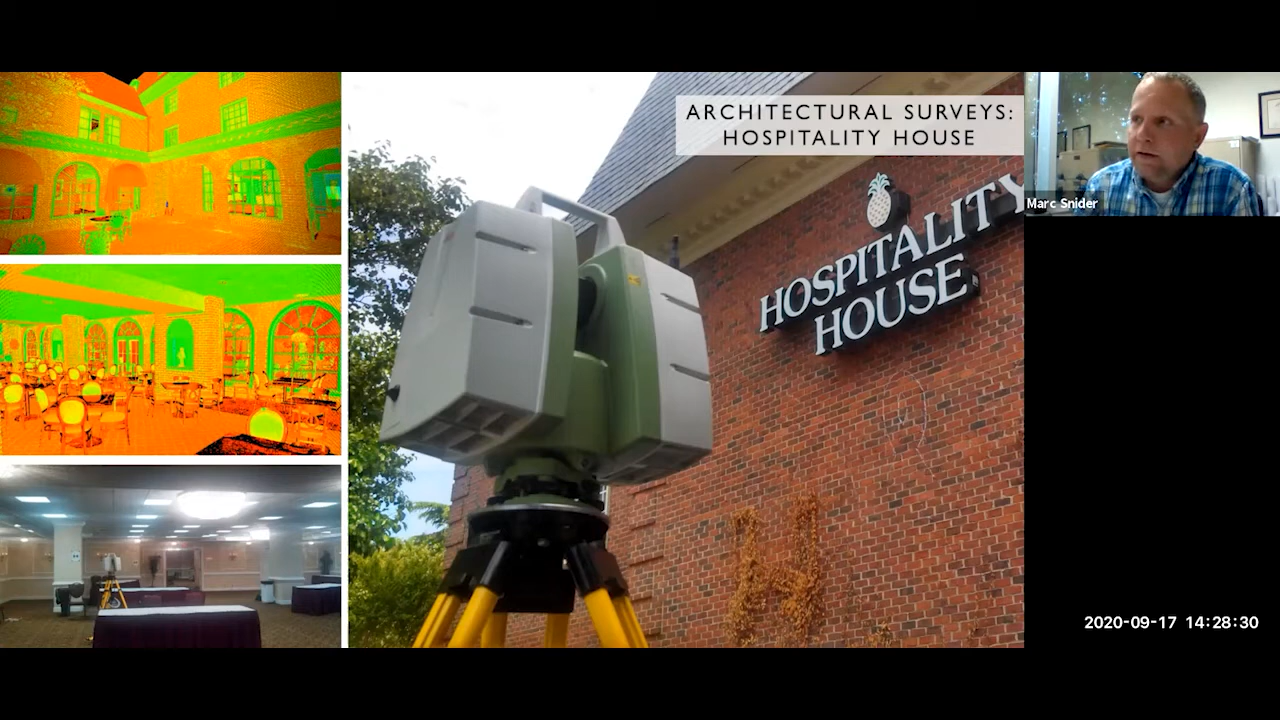 ARCHITECTURAL SURVEYS:
HOSPITALITY HOUSE
HOSPITALITY
HOUSE
Marc Snider
2020-09-17 14:28:30